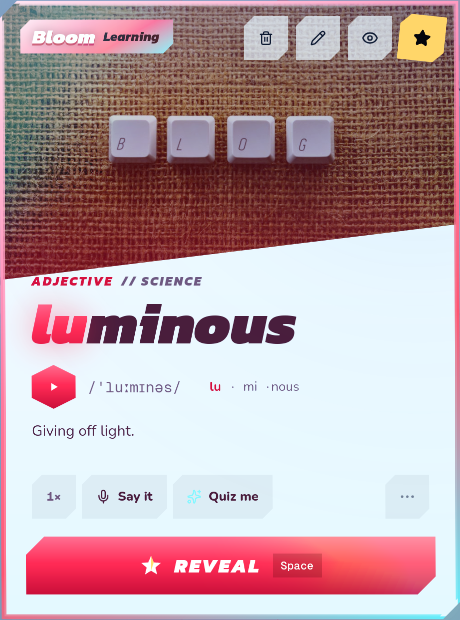 Bloom Learning
B L O G
ADJECTIVE // SCIENCE
luminous
/ˈluːmɪnəs/ lu · mi · nous
Giving off light.
1× Say it Quiz me ...
REVEAL Space